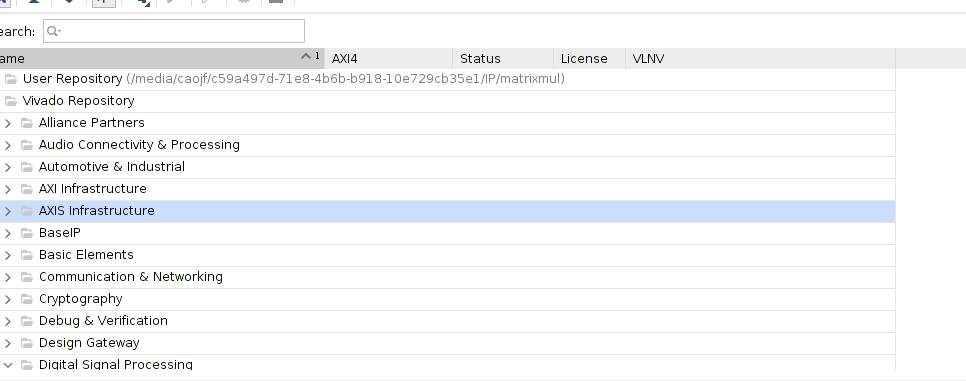 earch:
ame 1 AXI4 Status License VLNV
User Repository (/media/caojf/c59a497d-71e8-4b6b-b918-10e729cb35e1/IP/matrixmul)
Vivado Repository
Alliance Partners
Audio Connectivity & Processing
Automotive & Industrial
AXI Infrastructure
AXIS Infrastructure
BaseIP
Basic Elements
Communication & Networking
Cryptography
Debug & Verification
Design Gateway
Digital Signal Processing